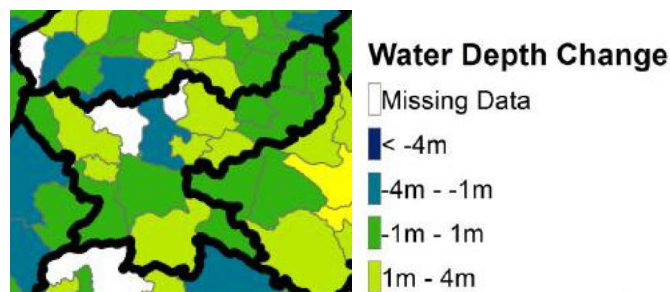 Water Depth Change
Missing Data
< -4m
-4m - -1m
-1m - 1m
1m - 4m